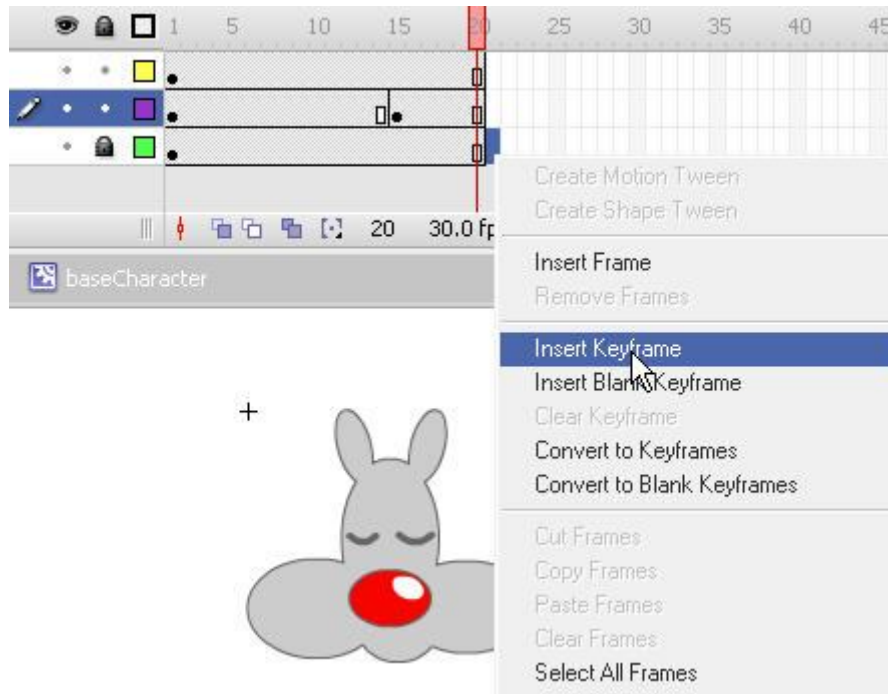 1 5 10 15 20 25 30 35 40 45
20 30.0 fp
baseCharacter
Create Motion Tween
Create Shape Tween
Insert Frame
Remove Frames
Insert Keyframe
Insert Blank Keyframe
Clear Keyframe
Convert to Keyframes
Convert to Blank Keyframes
Cut Frames
Copy Frames
Paste Frames
Clear Frames
Select All Frames